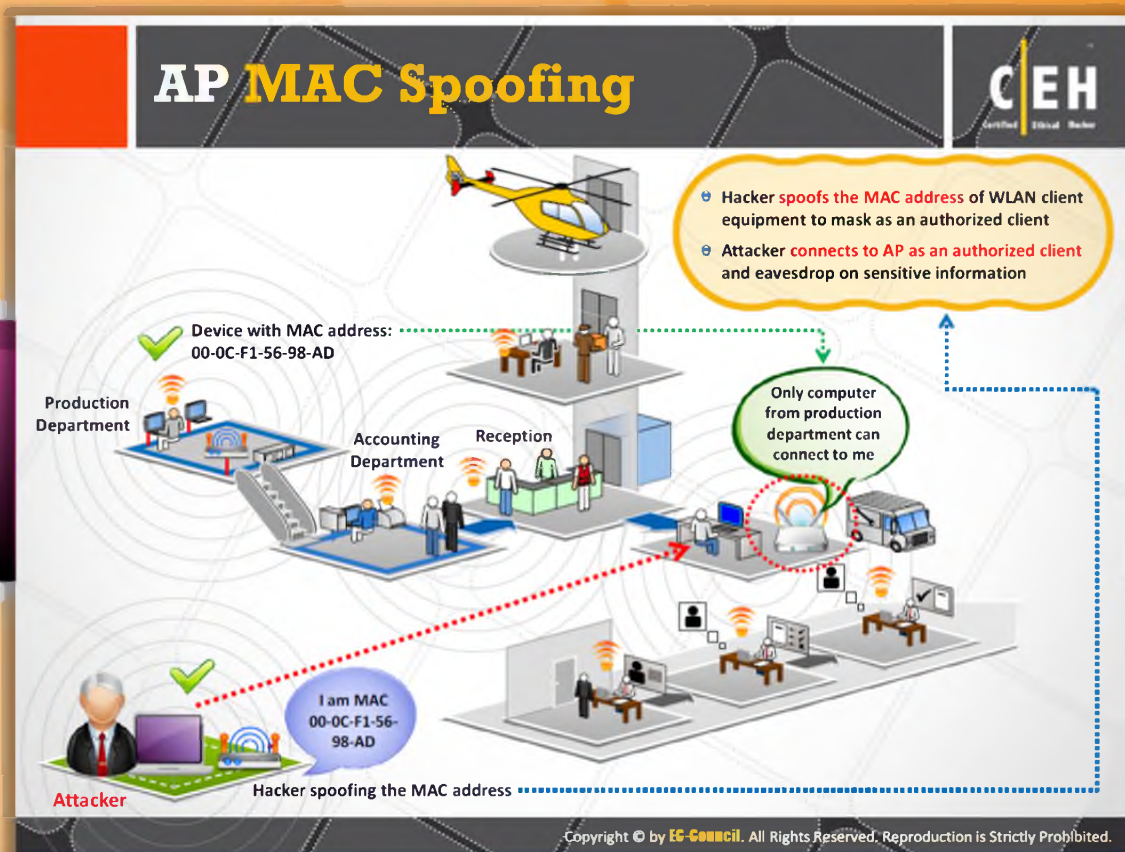 AP MAC Spoofing
C EH
Certified Ethical Hacker
Hacker spoofs the MAC address of WLAN client
equipment to mask as an authorized client
Attacker connects to AP as an authorized client
and eavesdrop on sensitive information
Device with MAC address:
00-0C-F1-56-98-AD
Production
Department
Accounting
Department
Reception
Only computer
from production
department can
connect to me
I am MAC
00-0C-F1-56-
98-AD
Attacker
Hacker spoofing the MAC address
Copyright © by EC-Council. All Rights Reserved. Reproduction is Strictly Prohibited.